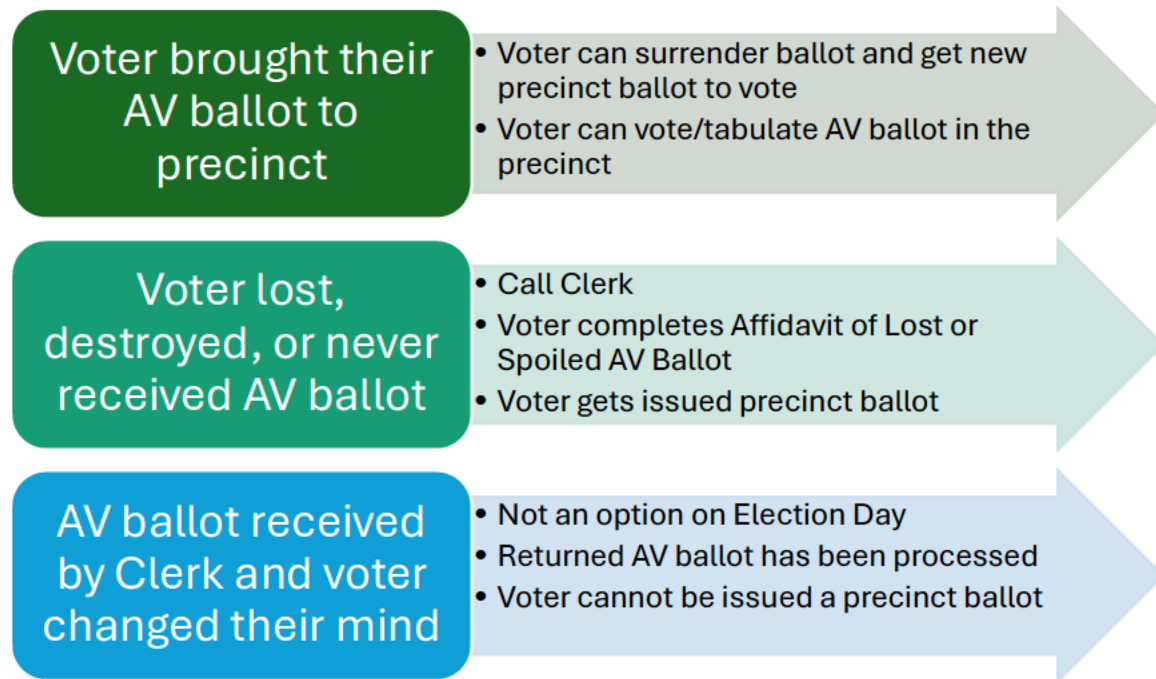 Voter brought their
AV ballot to
precinct
• Voter can surrender ballot and get new
precinct ballot to vote
• Voter can vote/tabulate AV ballot in the
precinct
Voter lost,
destroyed, or never
received AV ballot
• Call Clerk
• Voter completes Affidavit of Lost or
Spoiled AV Ballot
• Voter gets issued precinct ballot
AV ballot received
by Clerk and voter
changed their mind
• Not an option on Election Day
• Returned AV ballot has been processed
• Voter cannot be issued a precinct ballot